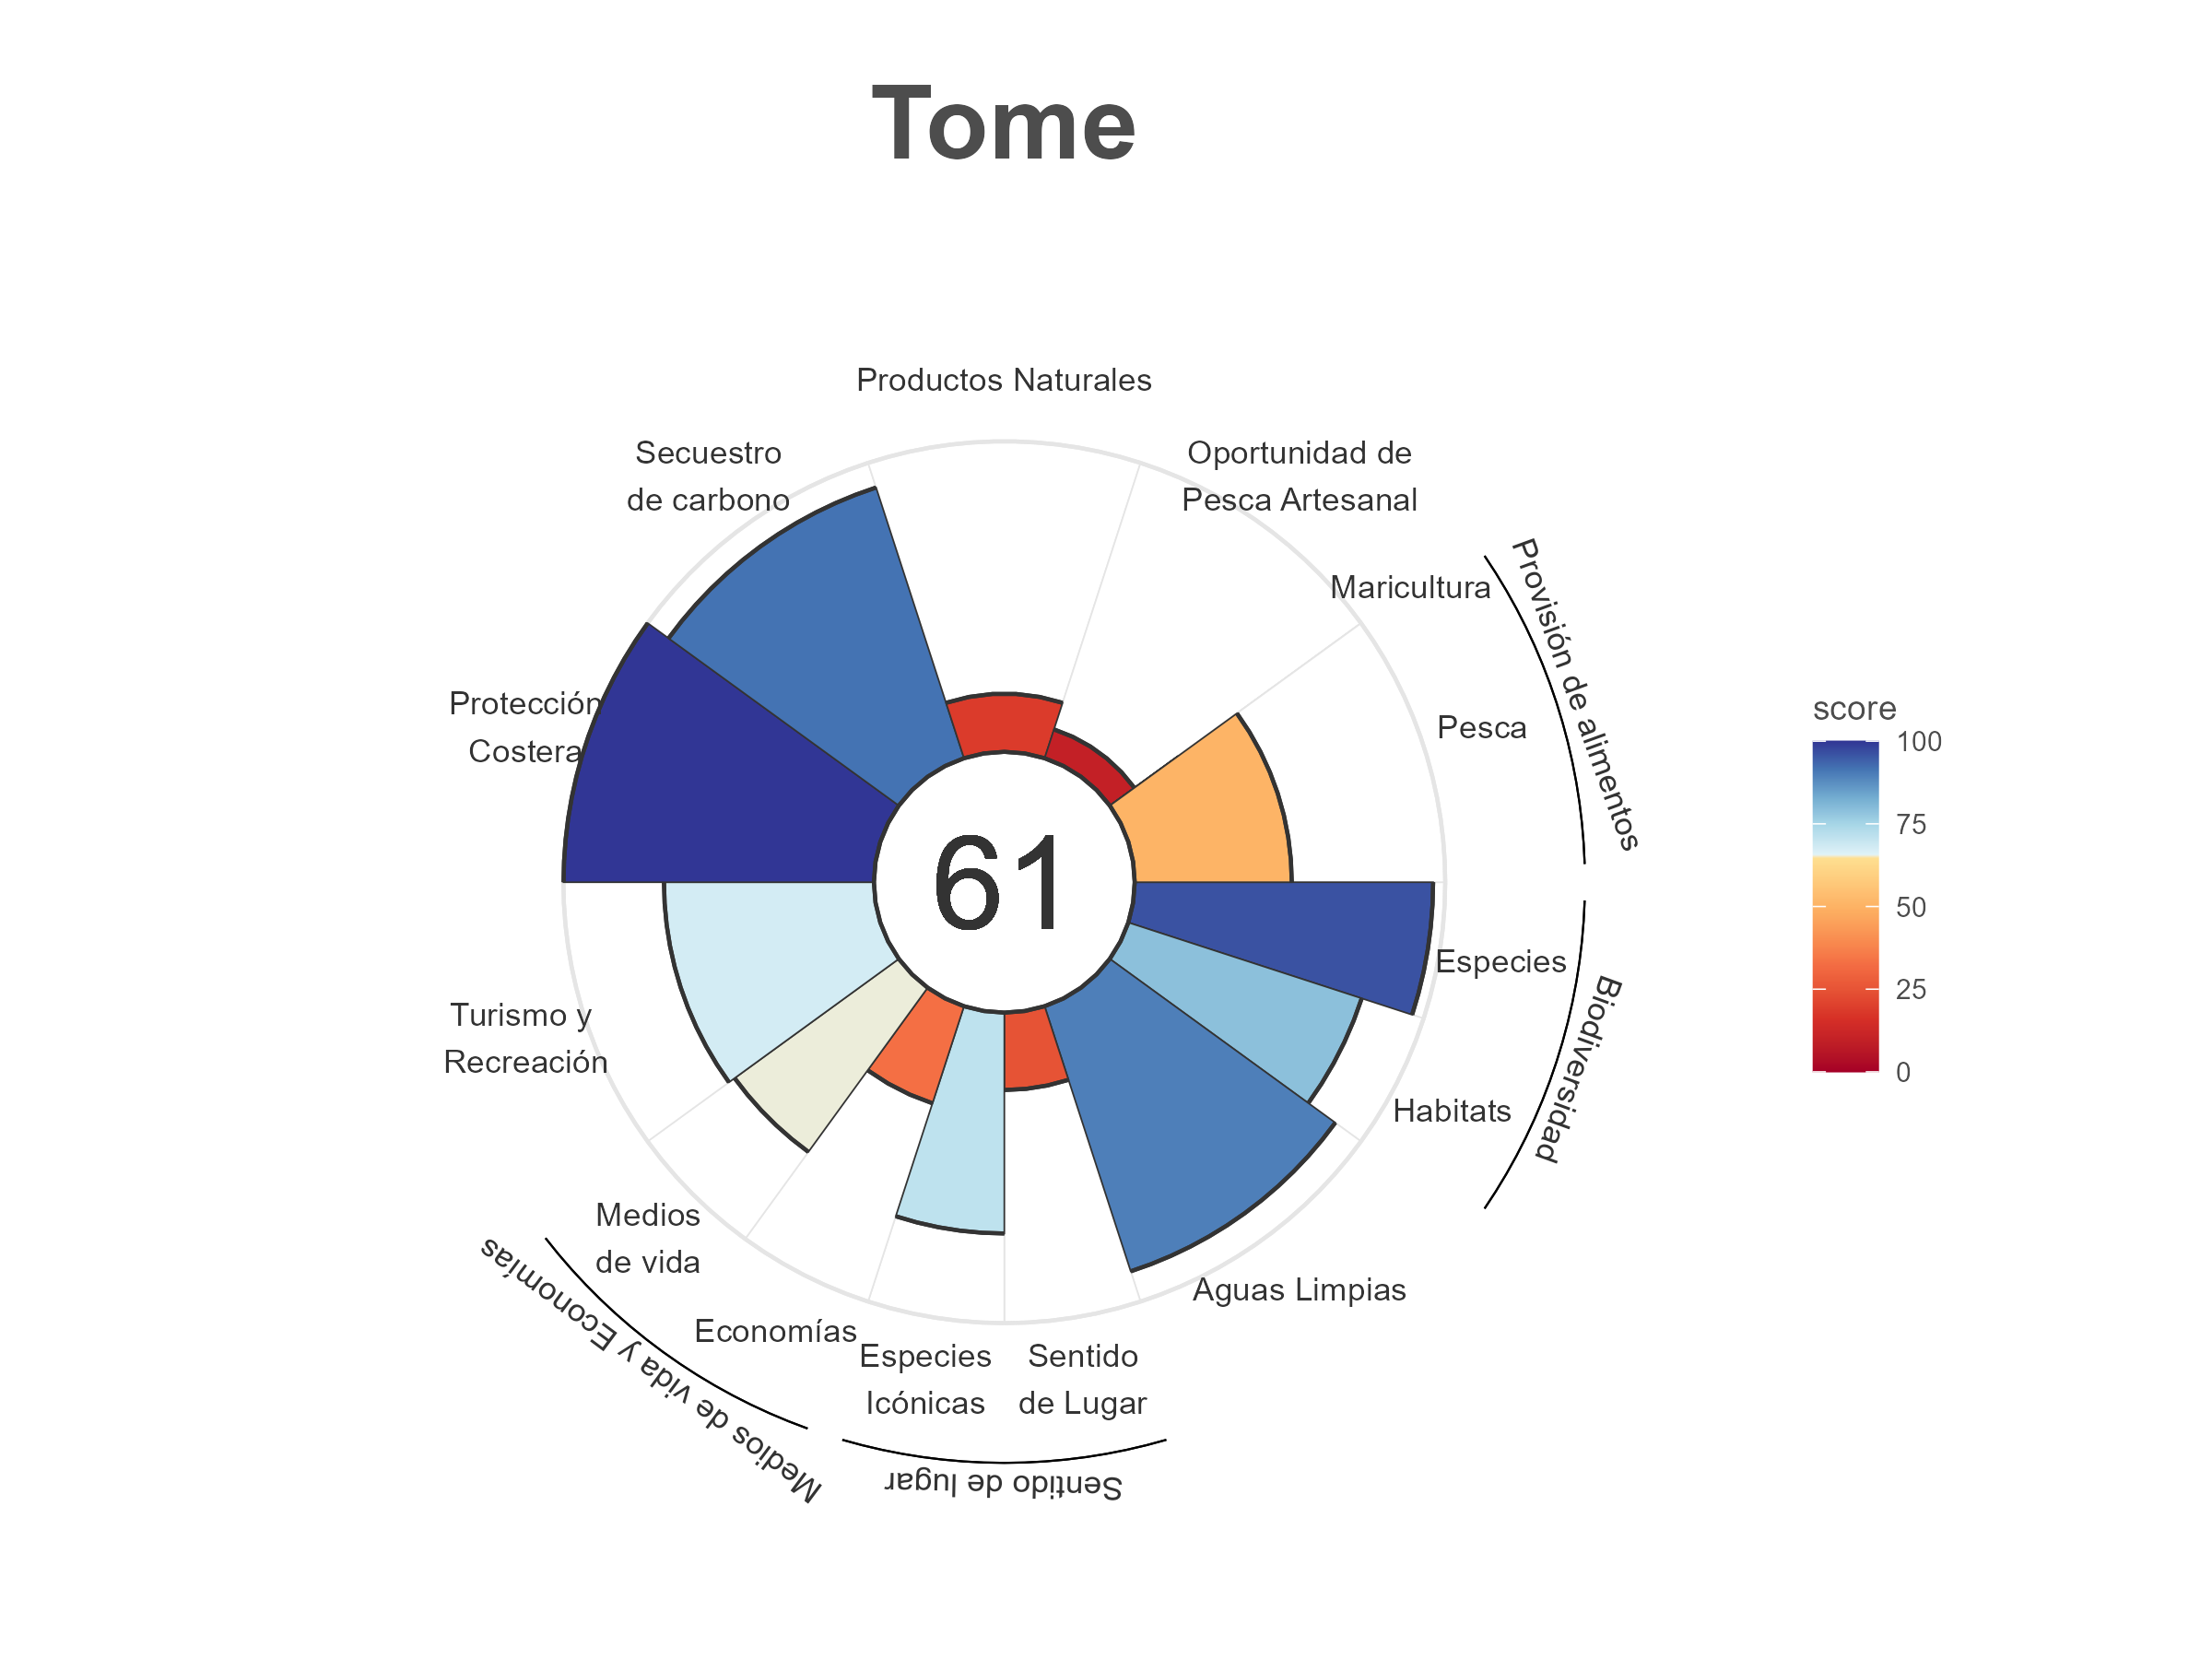 Tome
Productos Naturales
Secuestro
de carbono
Oportunidad de
Pesca Artesanal
Maricultura
Provisión de alimentos
Protección
Costera
Pesca
score
100
75
50
25
0
61
Especies
Biodiversidad
Turismo y
Recreación
Habitats
Medios
de vida
Aguas Limpias
Economías
Especies
Icónicas
Sentido
de Lugar
Medios de vida y Economías
Sentido de lugar